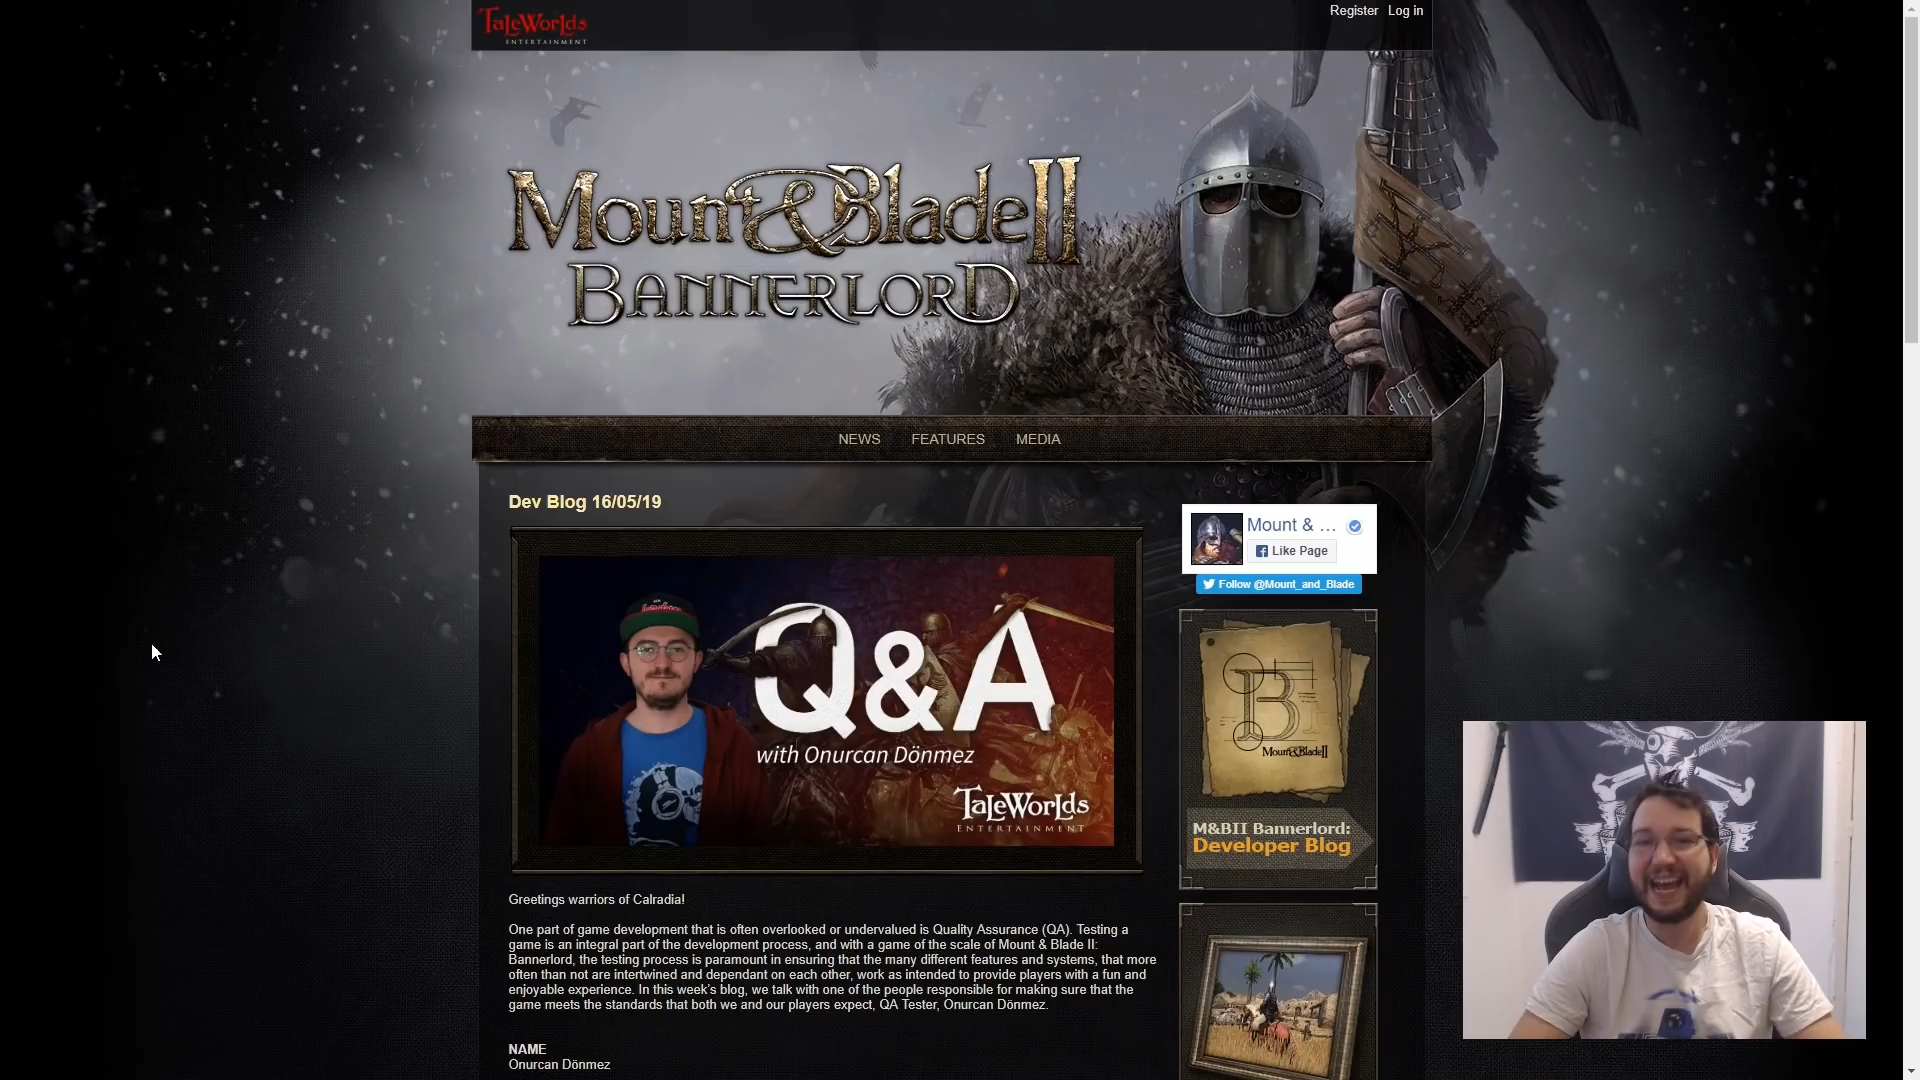 TaleWorlds
ENTERTAINMENT
Register Log in
Mount&Blade II
BANNERLORD
NEWS FEATURES MEDIA
Dev Blog 16/05/19
Q&A
with Onurcan Dönmez
TaleWorlds
ENTERTAINMENT
Mount & ...
Like Page
Follow @Mount_and_Blade
B
Mount&Blade II
M&BII Bannerlord:
Developer Blog
Greetings warriors of Calradia!
One part of game development that is often overlooked or undervalued is Quality Assurance (QA). Testing a
game is an integral part of the development process, and with a game of the scale of Mount & Blade II:
Bannerlord, the testing process is paramount in ensuring that the many different features and systems, that more
often than not are intertwined and dependant on each other, work as intended to provide players with a fun and
enjoyable experience. In this week's blog, we talk with one of the people responsible for making sure that the
game meets the standards that both we and our players expect, QA Tester, Onurcan Dönmez.
NAME
Onurcan Dönmez